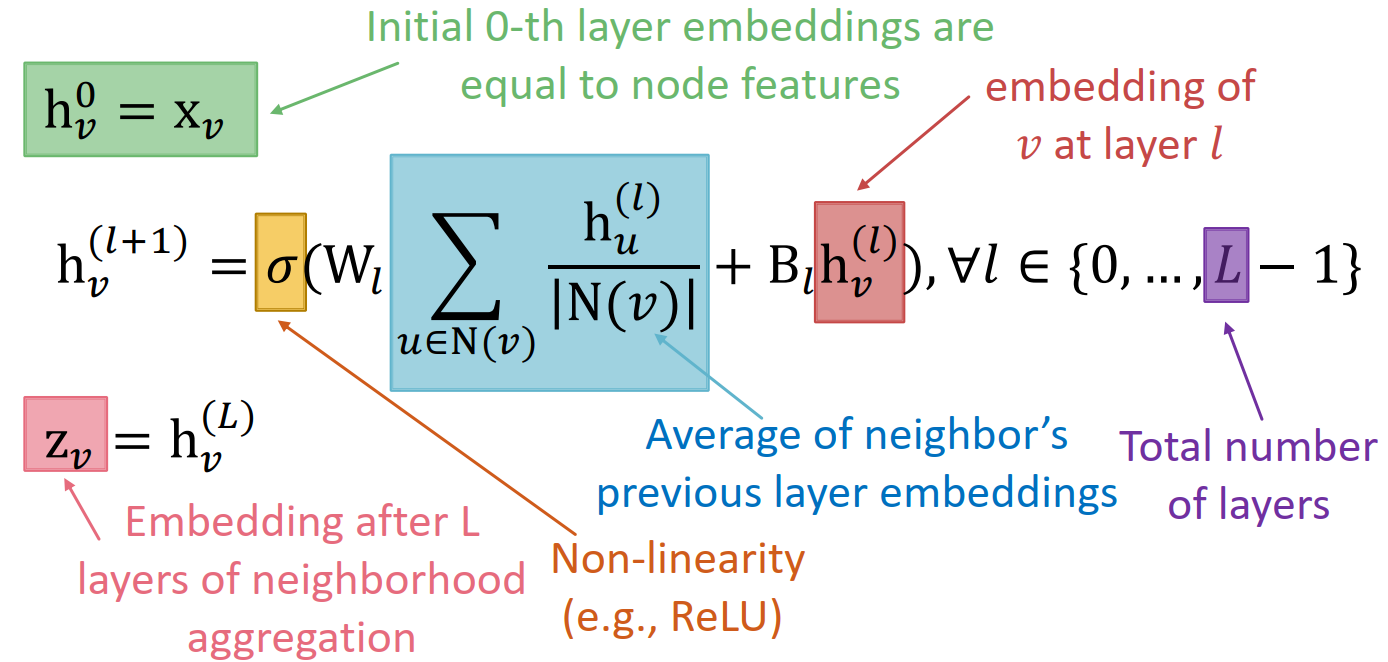 Initial 0-th layer embeddings are
equal to node features
h_v^0 = x_v
embedding of
v at layer l
h_v^{(l+1)} = σ(W_l ∑_{u∈N(v)} h_u^{(l)} / |N(v)| + B_l h_v^{(l)}), ∀l ∈ {0, …, L − 1}
z_v = h_v^{(L)}
Average of neighbor's
previous layer embeddings
Total number
of layers
Embedding after L
layers of neighborhood
aggregation
Non-linearity
(e.g., ReLU)